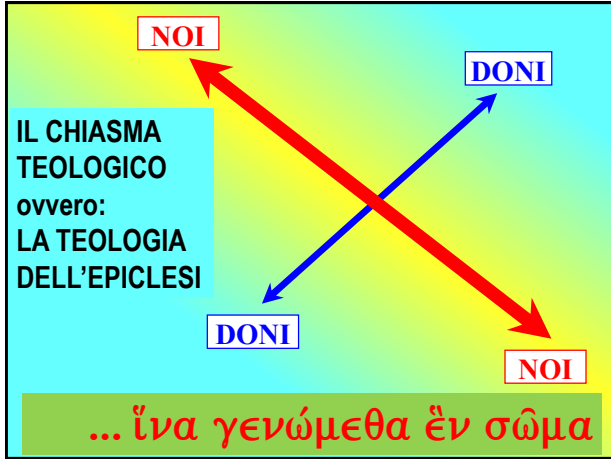 NOI
DONI
IL CHIASMA
TEOLOGICO
ovvero:
LA TEOLOGIA
DELL’EPICLESI
DONI
NOI
... ἵνα γενώμεθα ἓν σῶμα